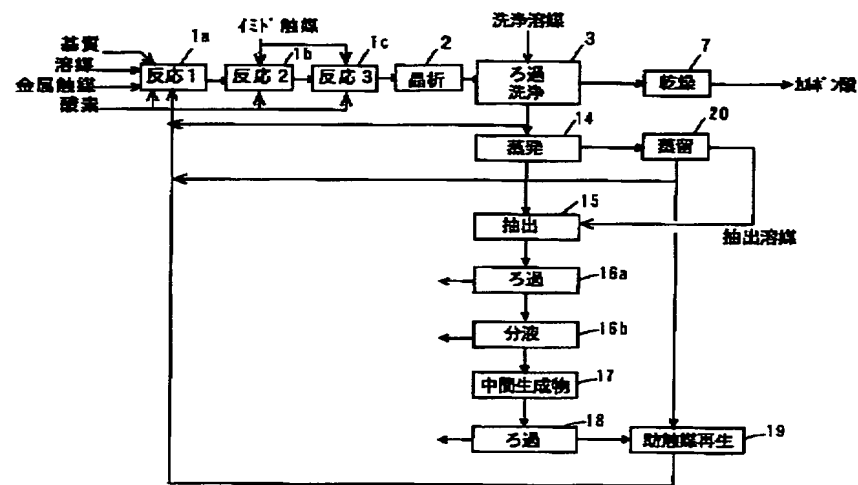 洗浄溶媒
イミド触媒
基質 1a 1b 1c 2 3 7
溶媒 反応1 反応2 反応3 晶析 ろ過 乾燥
金属触媒 洗浄 カルボン酸
酸素
14 20
蒸発 蒸留
15
抽出 抽出溶媒
ろ過 16a
分液 16b
中間生成物 17
18
ろ過 助触媒再生 19